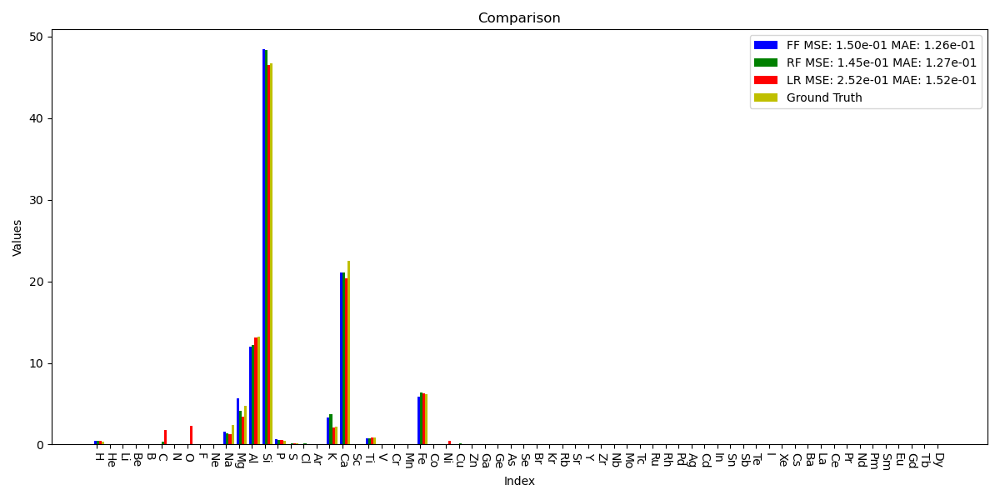 Comparison
50
40
30
20
10
0
Values
FF MSE: 1.50e-01 MAE: 1.26e-01
RF MSE: 1.45e-01 MAE: 1.27e-01
LR MSE: 2.52e-01 MAE: 1.52e-01
Ground Truth
H
He
Li
Be
B
C
N
O
F
Ne
Na
Mg
Al
Si
P
S
Cl
Ar
K
Ca
Sc
Ti
V
Cr
Mn
Fe
Co
Ni
Cu
Zn
Ga
Ge
As
Se
Br
Kr
Rb
Sr
Y
Zr
Nb
Mo
Tc
Ru
Rh
Pd
Ag
Cd
In
Sn
Sb
Te
I
Xe
Cs
Ba
La
Ce
Pr
Nd
Pm
Sm
Eu
Gd
Tb
Dy
Index